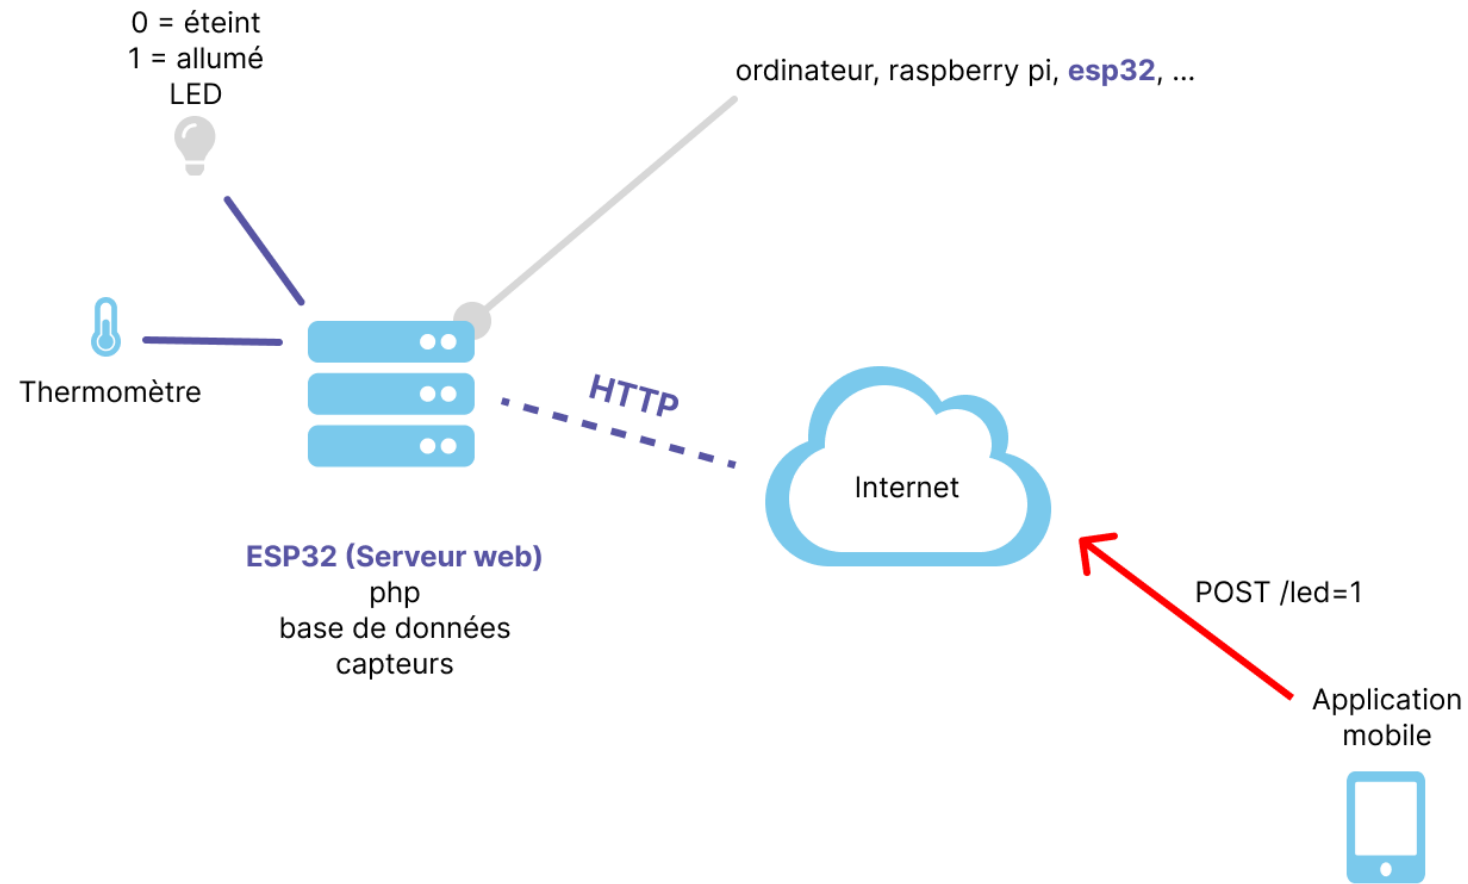 0 = éteint
1 = allumé
LED
ordinateur, raspberry pi, esp32, ...
Thermomètre
HTTP
Internet
ESP32 (Serveur web)
php
base de données
capteurs
POST /led=1
Application
mobile